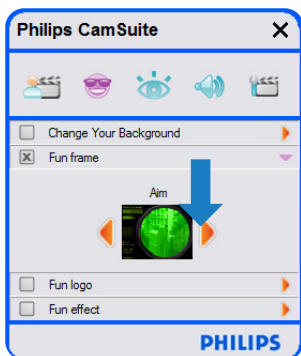 Philips CamSuite
Change Your Background
Fun frame
Aim
Fun logo
Fun effect
PHILIPS